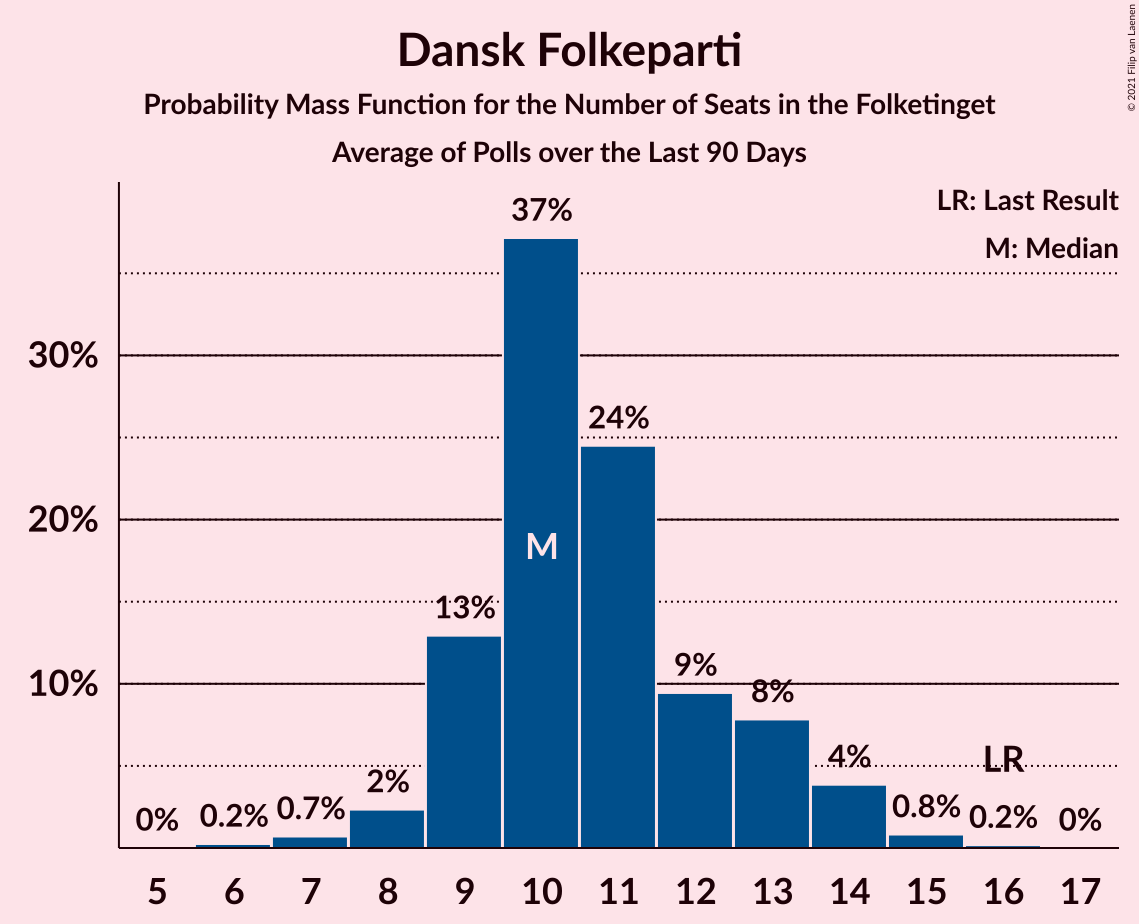 Dansk Folkeparti
Probability Mass Function for the Number of Seats in the Folketinget
Average of Polls over the Last 90 Days
© 2021 Filip van Laenen
LR: Last Result
M: Median
30%
20%
10%
0%
0.2%
0.7%
2%
13%
37%
M
24%
9%
8%
4%
0.8%
LR
0.2%
0%
5 6 7 8 9 10 11 12 13 14 15 16 17